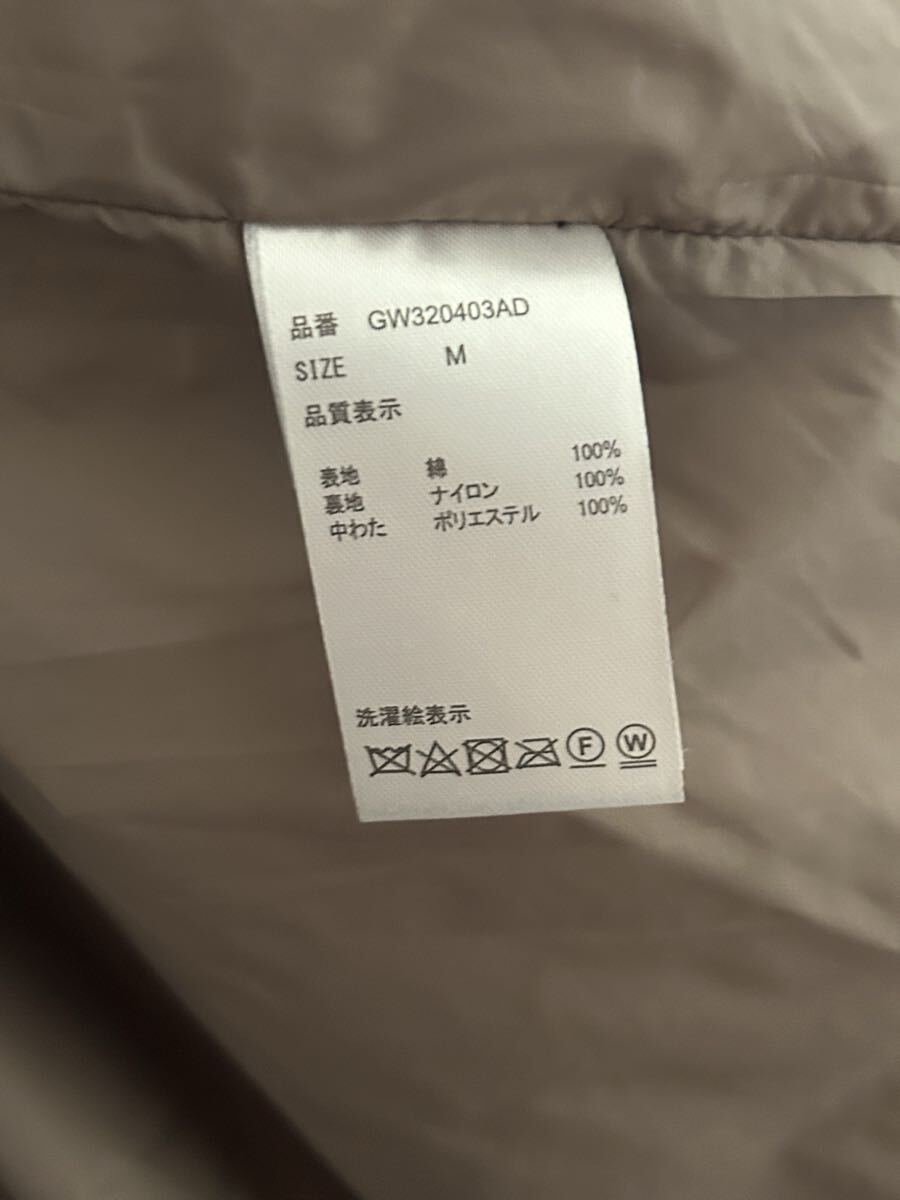 品番 GW320403AD
SIZE M
品質表示
表地 綿 100%
裏地 ナイロン 100%
中わた ポリエステル 100%
洗濯絵表示
F W